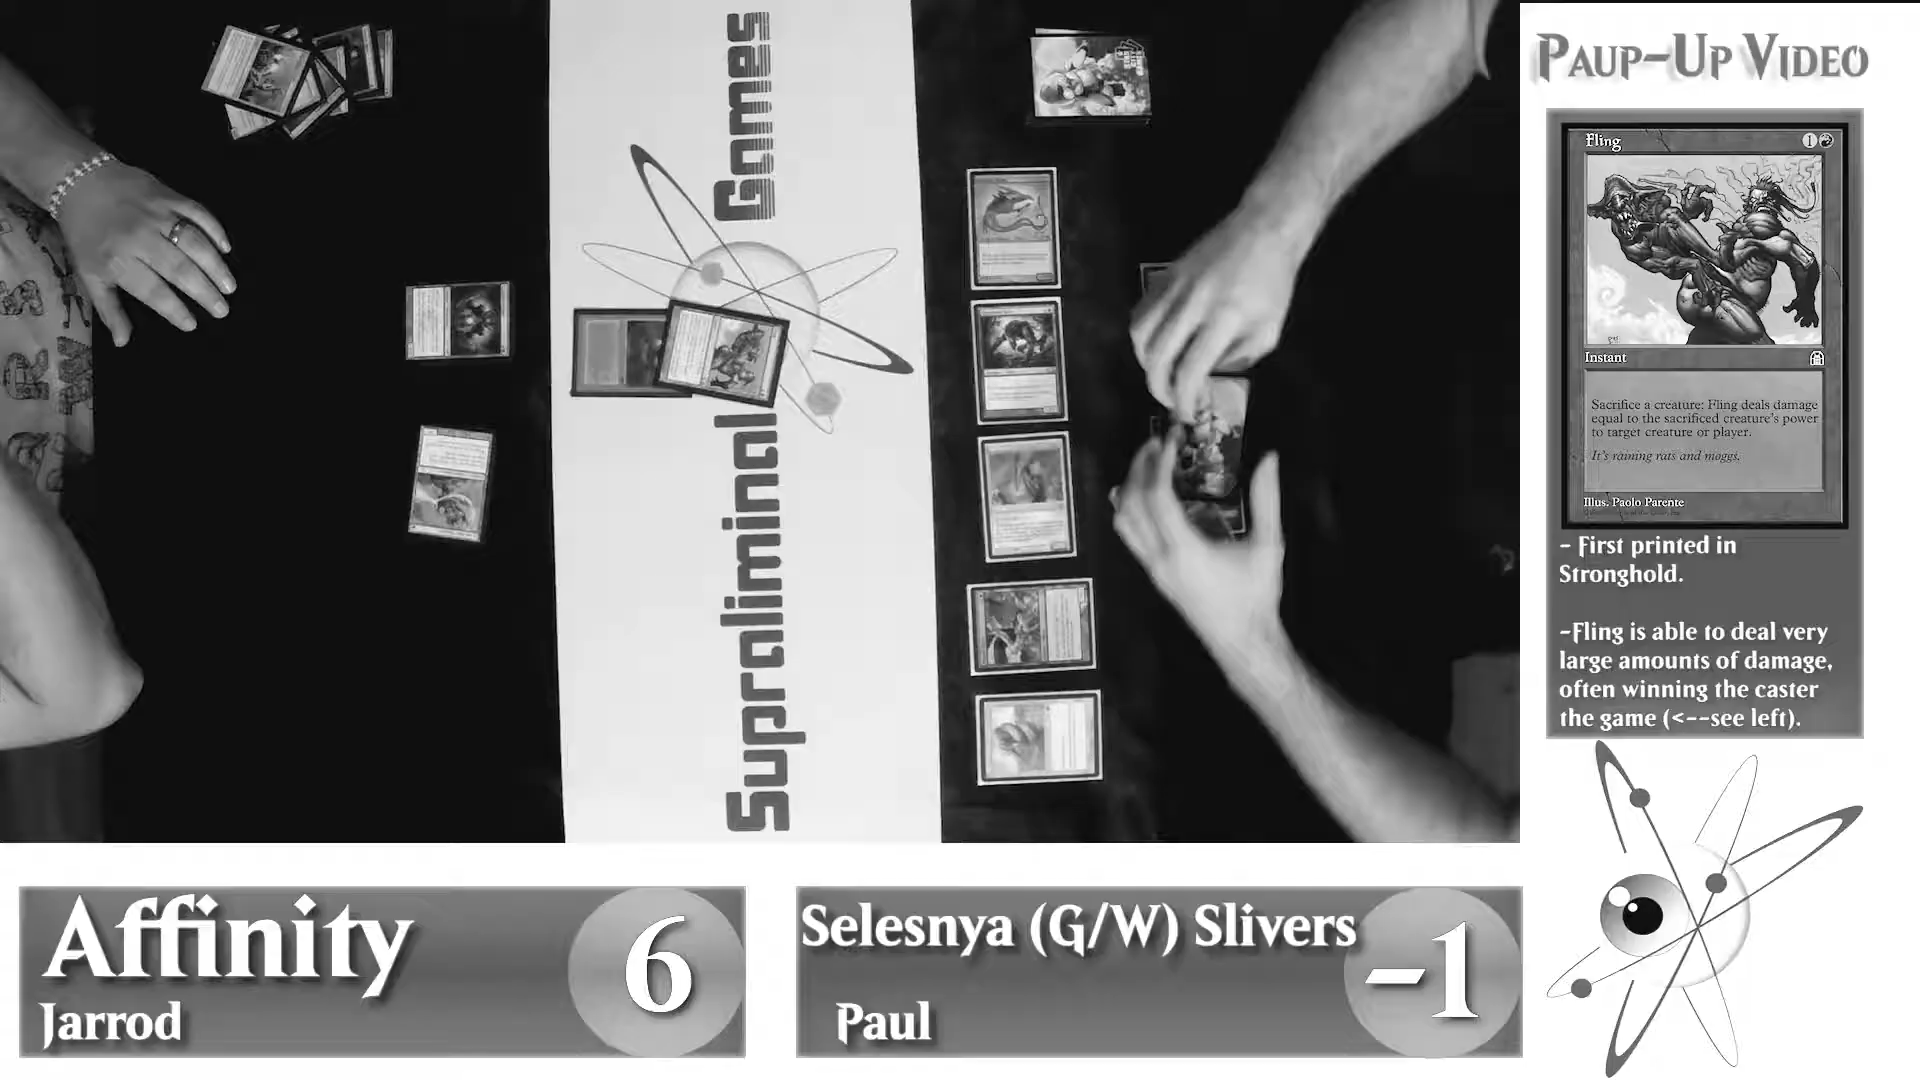 Supraliminal Games
PAUP-UP VIDEO
Fling
1
Instant
Sacrifice a creature: Fling deals damage
equal to the sacrificed creature's power
to target creature or player.
It's raining rats and moggs.
Illus. Paolo Parente
- First printed in
Stronghold.
-Fling is able to deal very
large amounts of damage,
often winning the caster
the game (<--see left).
Affinity
6
Jarrod
Selesnya (G/W) Slivers
-1
Paul